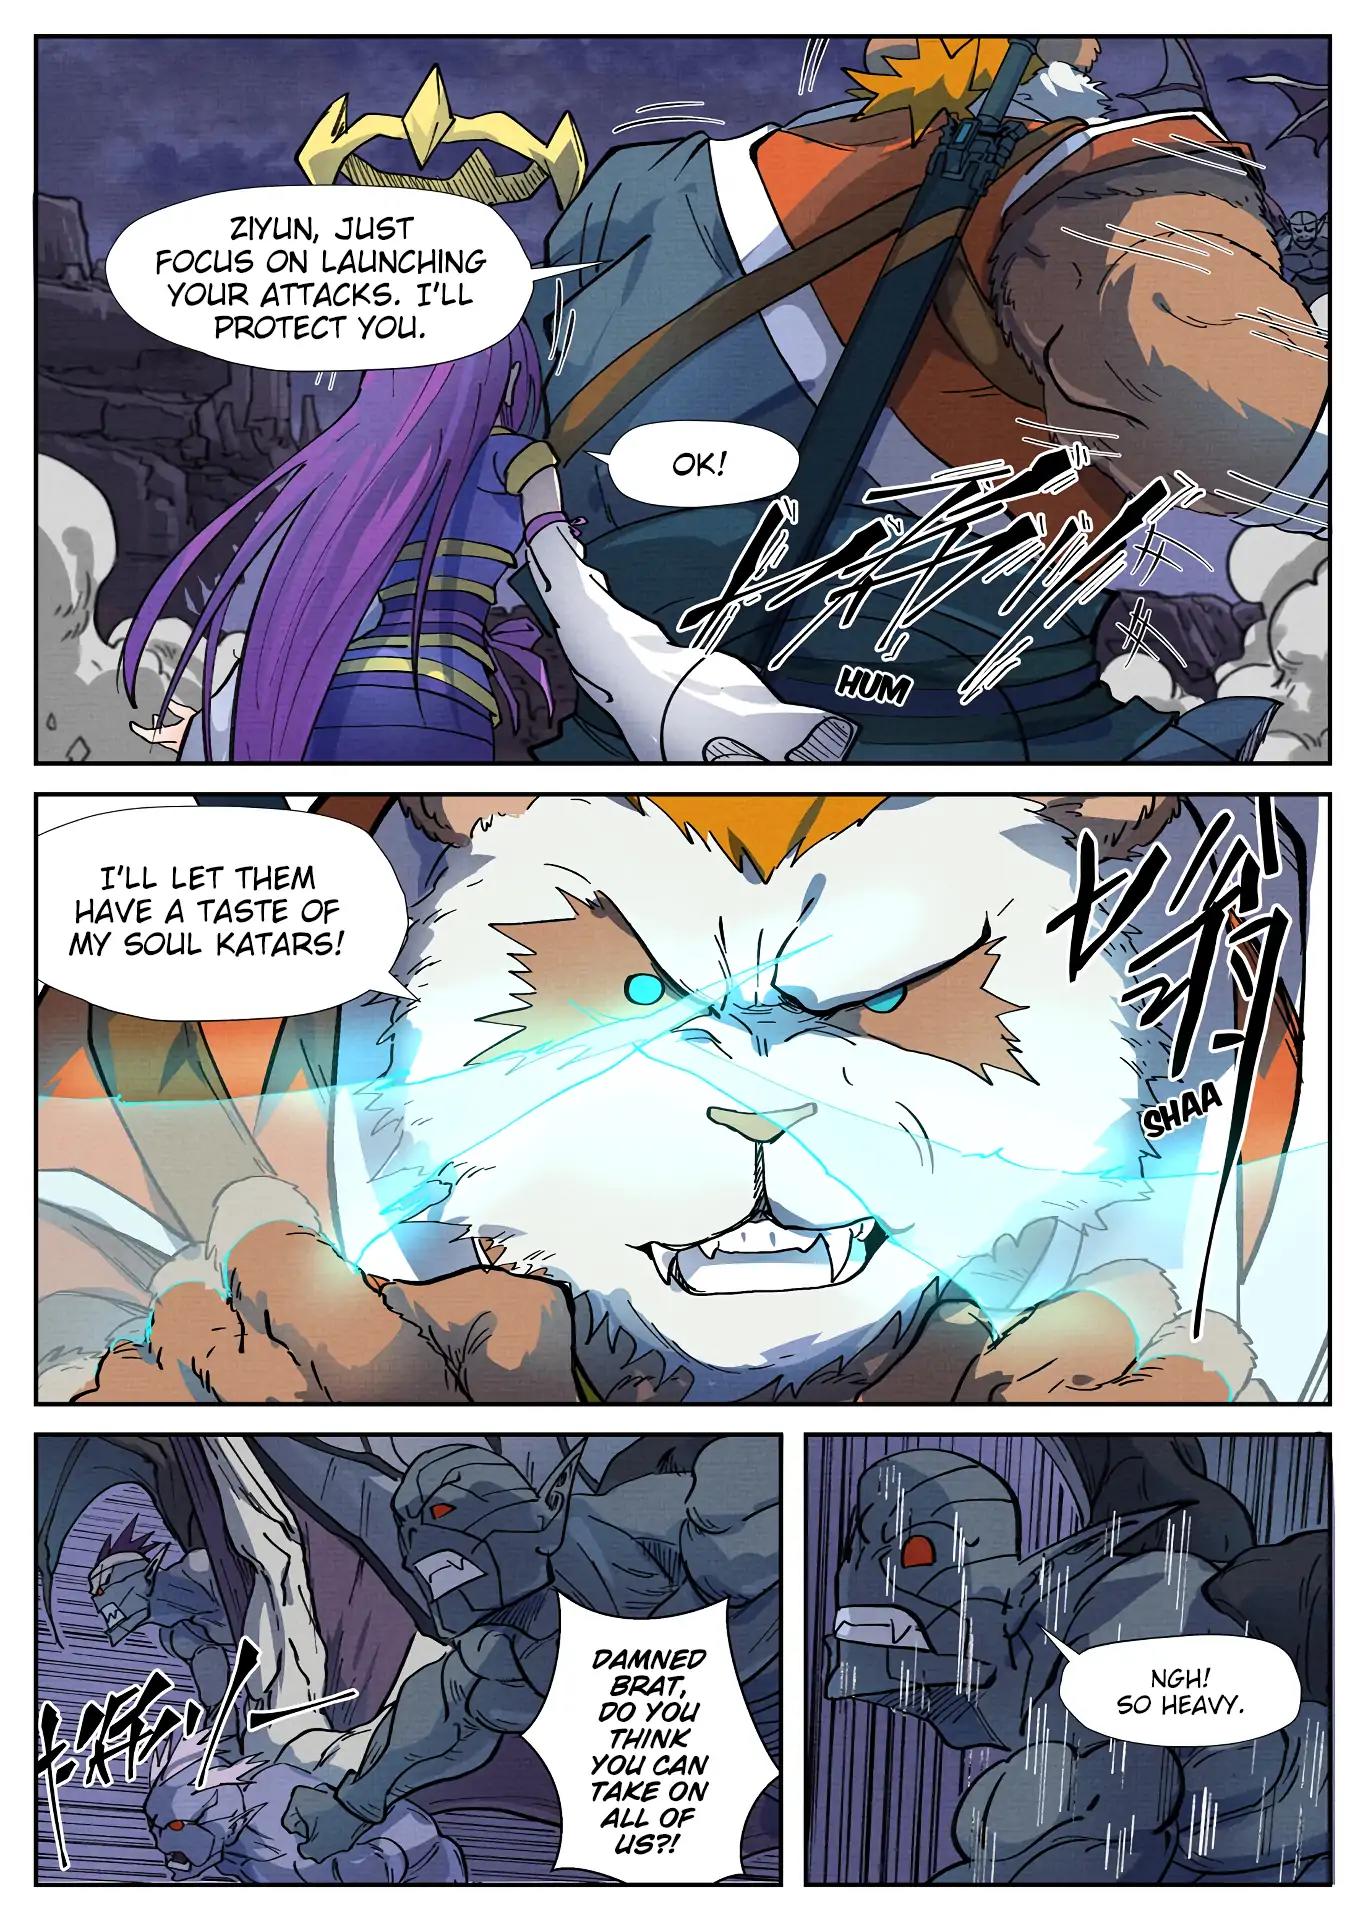 ZIYUN, JUST
FOCUS ON LAUNCHING
YOUR ATTACKS. I'LL
PROTECT YOU.
OK!
HUM
I'LL LET THEM
HAVE A TASTE OF
MY SOUL KATARS!
SHAA
DAMNED
BRAT,
DO YOU
THINK
YOU CAN
TAKE ON
ALL OF
US?!
NGH!
SO HEAVY.